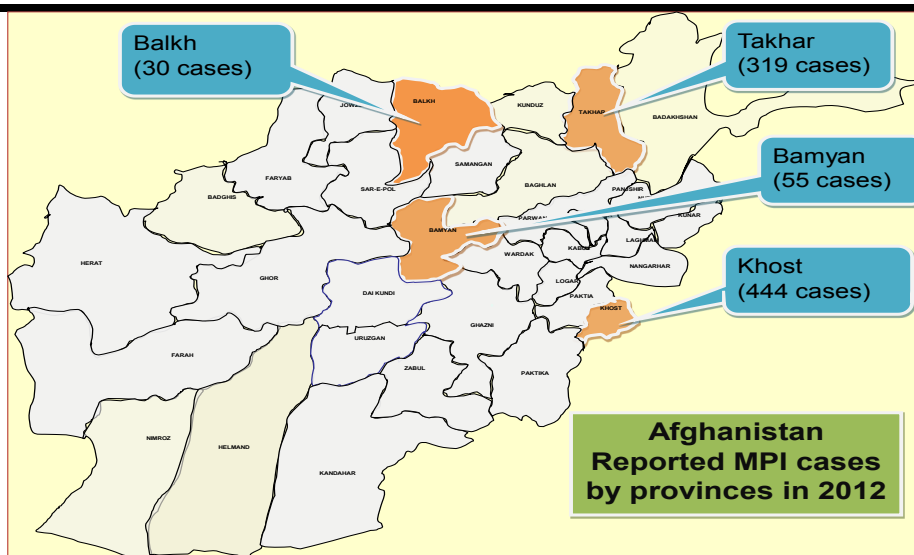 Balkh
(30 cases)
Takhar
(319 cases)
Bamyan
(55 cases)
Khost
(444 cases)
BALKH
KUNDUZ
TAKHAR
BADAKHSHAN
FARYAB
SAR-E-POL
SAMANGAN
BADGHIS
BAGHLAN
PANJSHIR
KUNAR
PARWAN
BAMYAN
LAGHMAN
WARDAK
HERAT
GHOR
NANGARHAR
LOGAR
DAI KUNDI
PAKTIA
KHOST
GHAZNI
URUZGAN
FARAH
ZABUL
PAKTIKA
NIMROZ
HELMAND
KANDAHAR
Afghanistan
Reported MPI cases
by provinces in 2012